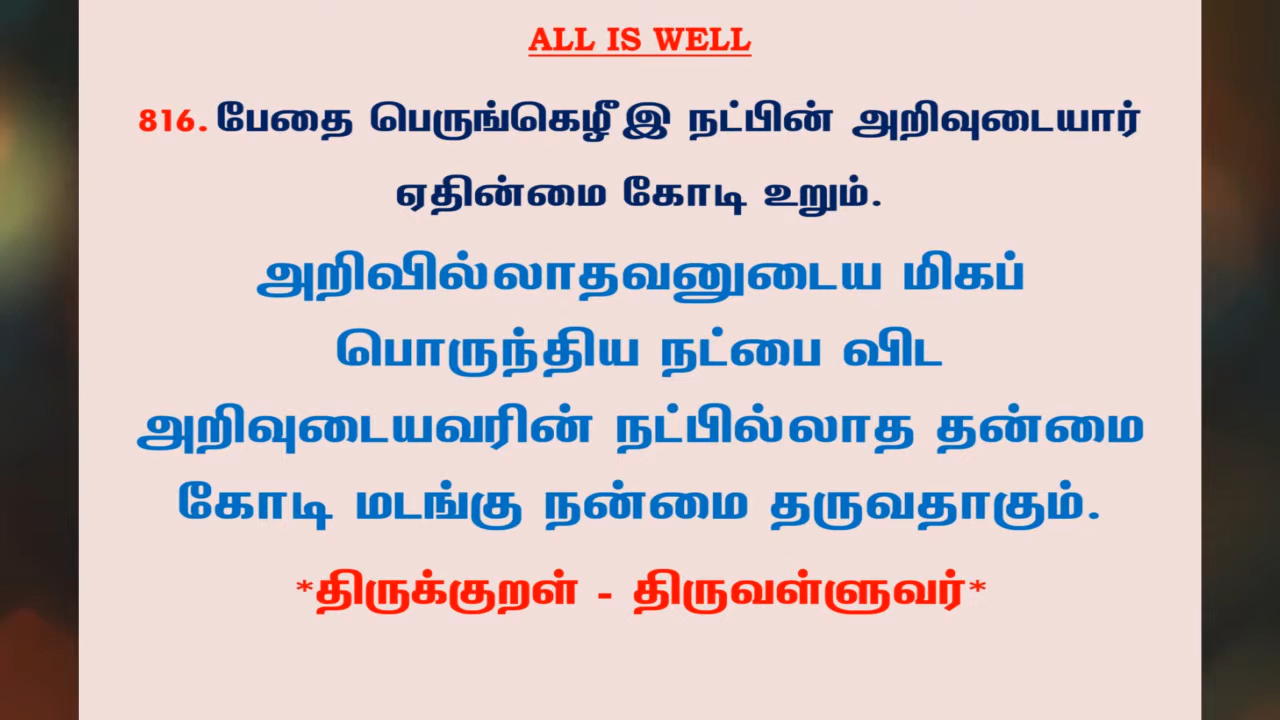 ALL IS WELL
816. பேதை பெருங்கெழீஇ நட்பின் அறிவுடையார்
ஏதின்மை கோடி உறும்.
அறிவில்லாதவனுடைய மிகப்
பொருந்திய நட்பை விட
அறிவுடையவரின் நட்பில்லாத தன்மை
கோடி மடங்கு நன்மை தருவதாகும்.
*திருக்குறள் - திருவள்ளுவர்*